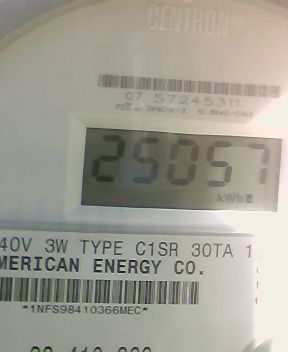 CENTRON
07 57245311
25057
kWh
40V 3W TYPE C1SR 30TA 1
MERICAN ENERGY CO.
*1NFS98410366MEC*